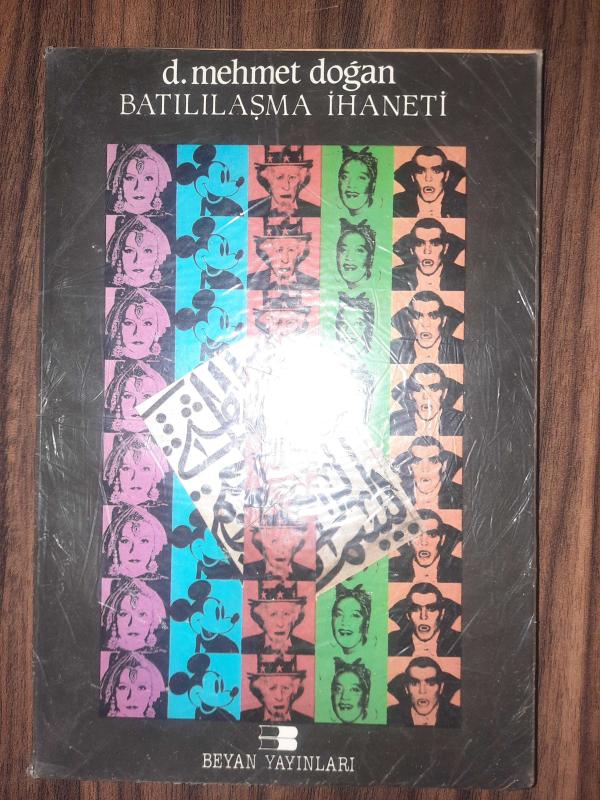 d. mehmet doğan
BATILILAŞMA İHANETİ
BEYAN YAYINLARI